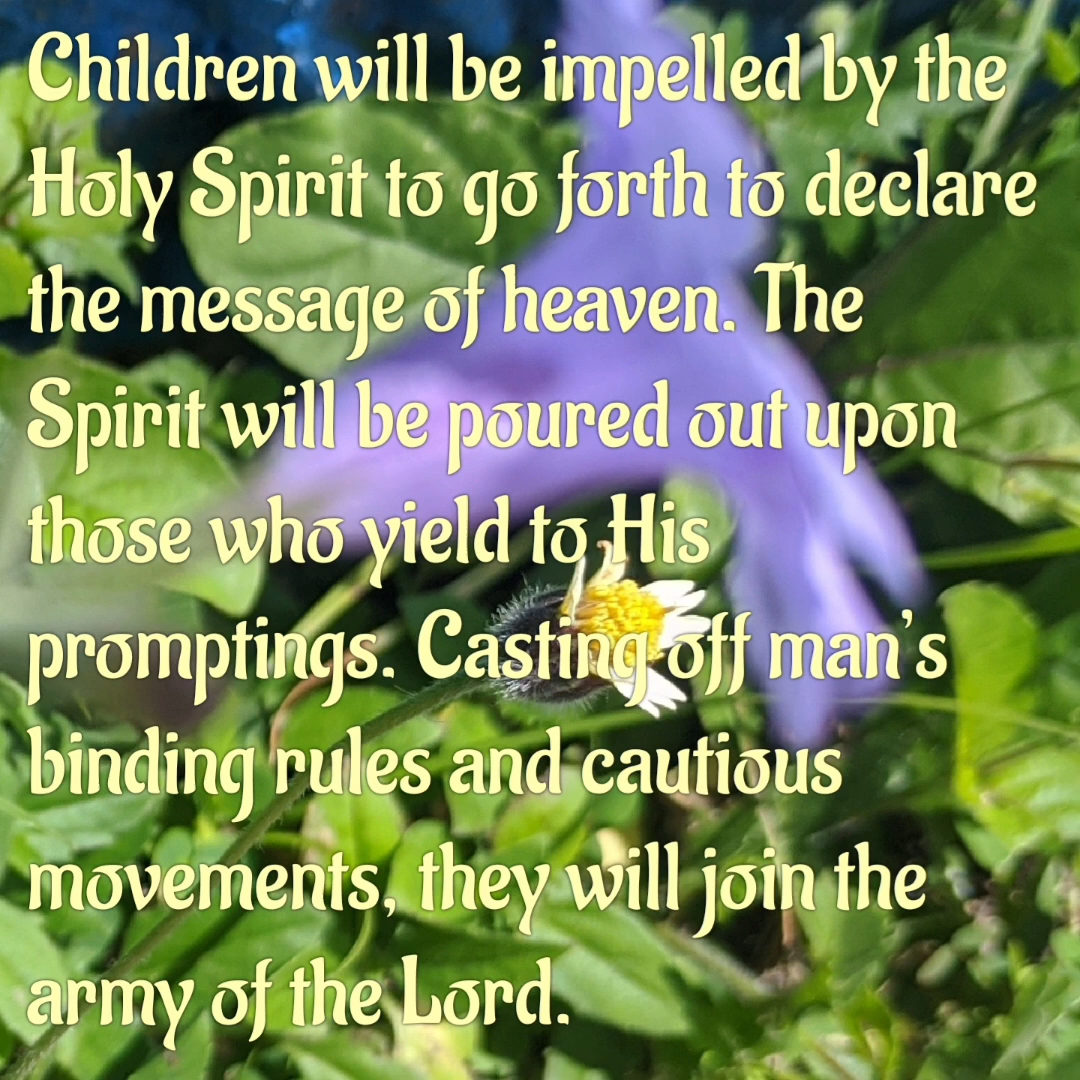 Children will be impelled by the
Holy Spirit to go forth to declare
the message of heaven. The
Spirit will be poured out upon
those who yield to His
promptings. Casting off man's
binding rules and cautious
movements, they will join the
army of the Lord.